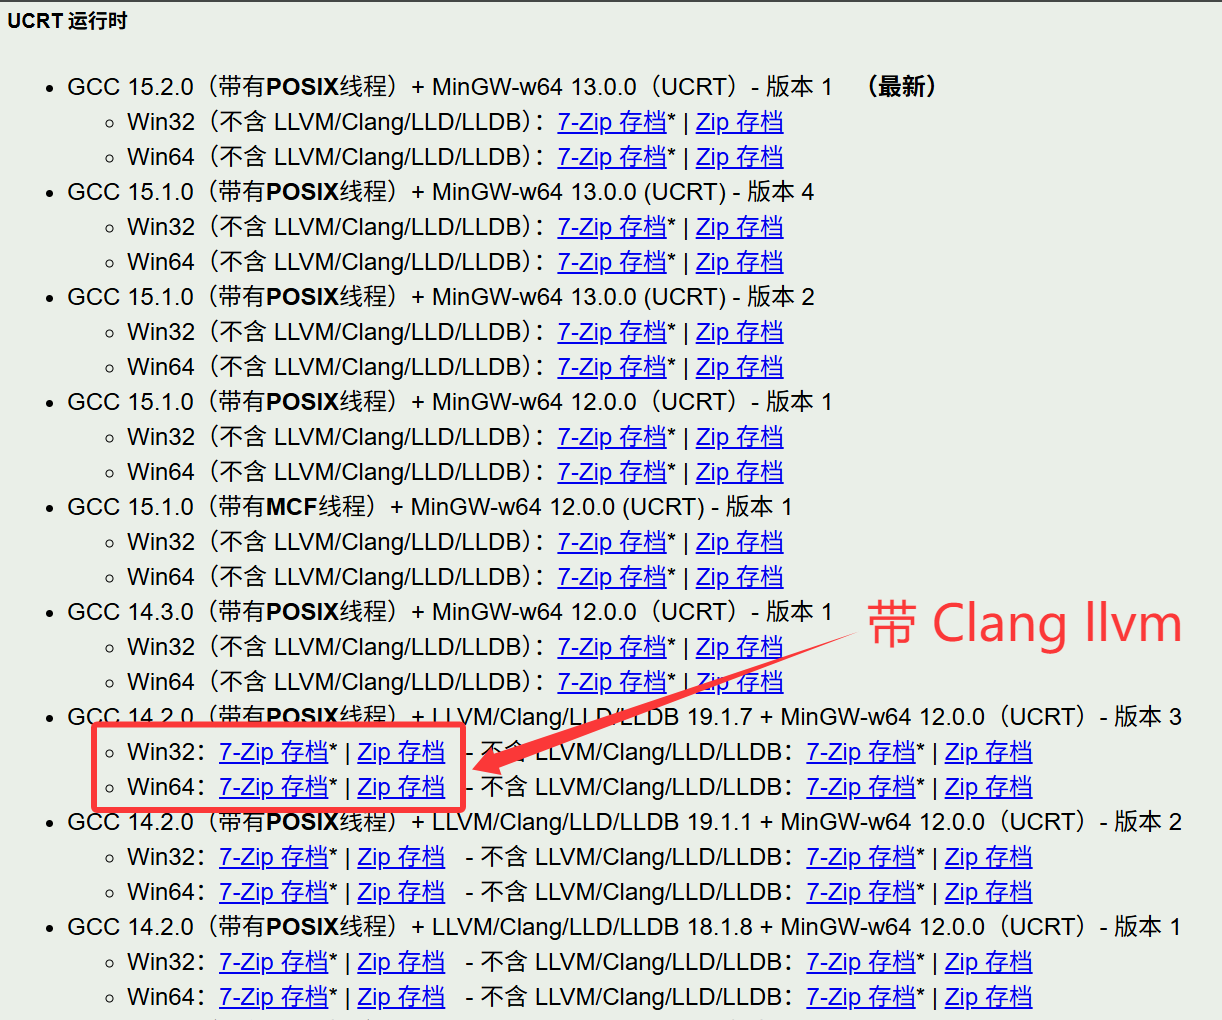 UCRT 运行时
GCC 15.2.0（带有POSIX线程）+ MinGW-w64 13.0.0（UCRT）- 版本 1 （最新）
Win32（不含 LLVM/Clang/LLD/LLDB）：7-Zip 存档* | Zip 存档
Win64（不含 LLVM/Clang/LLD/LLDB）：7-Zip 存档* | Zip 存档
GCC 15.1.0（带有POSIX线程）+ MinGW-w64 13.0.0 (UCRT) - 版本 4
Win32（不含 LLVM/Clang/LLD/LLDB）：7-Zip 存档* | Zip 存档
Win64（不含 LLVM/Clang/LLD/LLDB）：7-Zip 存档* | Zip 存档
GCC 15.1.0（带有POSIX线程）+ MinGW-w64 13.0.0 (UCRT) - 版本 2
Win32（不含 LLVM/Clang/LLD/LLDB）：7-Zip 存档* | Zip 存档
Win64（不含 LLVM/Clang/LLD/LLDB）：7-Zip 存档* | Zip 存档
GCC 15.1.0（带有POSIX线程）+ MinGW-w64 12.0.0（UCRT）- 版本 1
Win32（不含 LLVM/Clang/LLD/LLDB）：7-Zip 存档* | Zip 存档
Win64（不含 LLVM/Clang/LLD/LLDB）：7-Zip 存档* | Zip 存档
GCC 15.1.0（带有MCF线程）+ MinGW-w64 12.0.0 (UCRT) - 版本 1
Win32（不含 LLVM/Clang/LLD/LLDB）：7-Zip 存档* | Zip 存档
Win64（不含 LLVM/Clang/LLD/LLDB）：7-Zip 存档* | Zip 存档
GCC 14.3.0（带有POSIX线程）+ MinGW-w64 12.0.0（UCRT）- 版本 1
带 Clang llvm
Win32（不含 LLVM/Clang/LLD/LLDB）：7-Zip 存档* | Zip 存档
Win64（不含 LLVM/Clang/LLD/LLDB）：7-Zip 存档* | Zip 存档
GCC 14.2.0（带有POSIX线程）+ LLVM/Clang/LLD/LLDB 19.1.7 + MinGW-w64 12.0.0（UCRT）- 版本 3
Win32：7-Zip 存档* | Zip 存档 - 不含 LLVM/Clang/LLD/LLDB：7-Zip 存档* | Zip 存档
Win64：7-Zip 存档* | Zip 存档 - 不含 LLVM/Clang/LLD/LLDB：7-Zip 存档* | Zip 存档
GCC 14.2.0（带有POSIX线程）+ LLVM/Clang/LLD/LLDB 19.1.1 + MinGW-w64 12.0.0（UCRT）- 版本 2
Win32：7-Zip 存档* | Zip 存档 - 不含 LLVM/Clang/LLD/LLDB：7-Zip 存档* | Zip 存档
Win64：7-Zip 存档* | Zip 存档 - 不含 LLVM/Clang/LLD/LLDB：7-Zip 存档* | Zip 存档
GCC 14.2.0（带有POSIX线程）+ LLVM/Clang/LLD/LLDB 18.1.8 + MinGW-w64 12.0.0（UCRT）- 版本 1
Win32：7-Zip 存档* | Zip 存档 - 不含 LLVM/Clang/LLD/LLDB：7-Zip 存档* | Zip 存档
Win64：7-Zip 存档* | Zip 存档 - 不含 LLVM/Clang/LLD/LLDB：7-Zip 存档* | Zip 存档